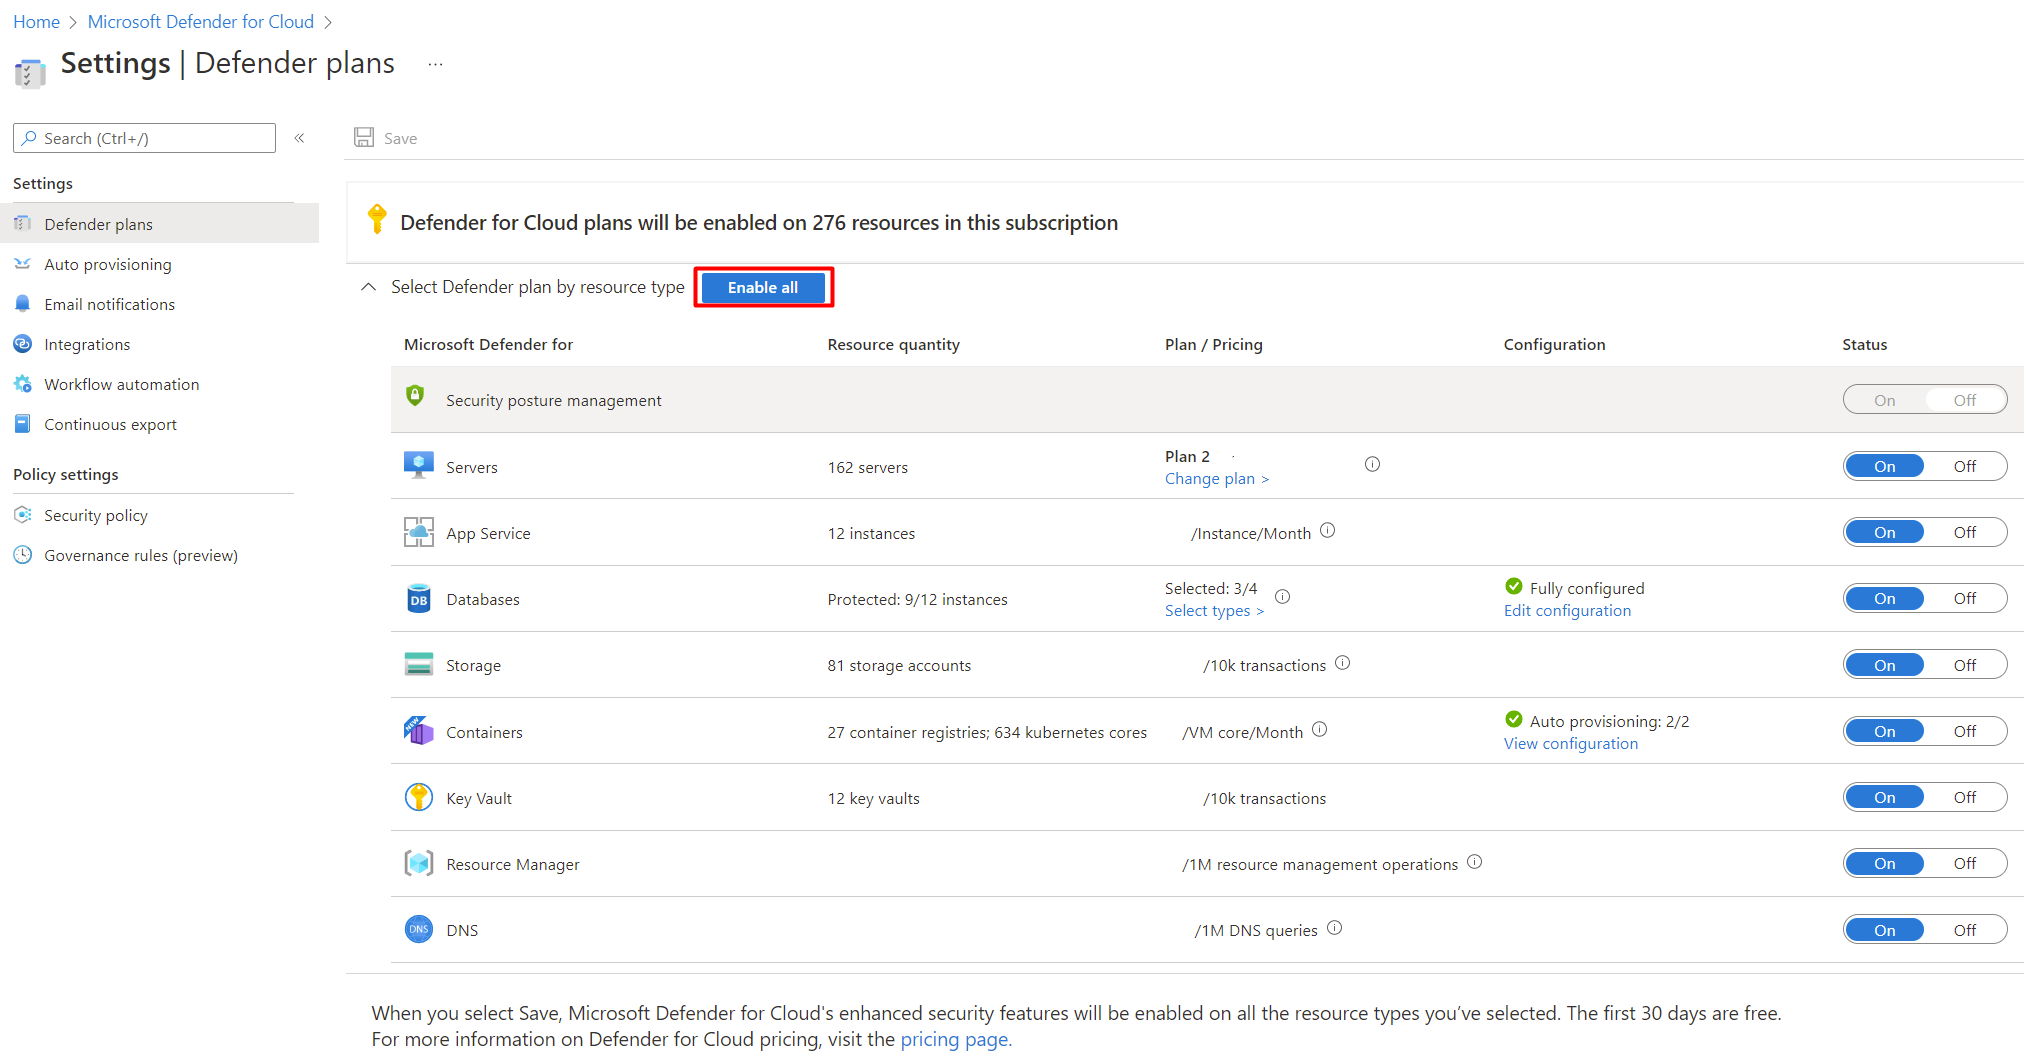 Home > Microsoft Defender for Cloud >
Settings | Defender plans ...
Search (Ctrl+/) «
Settings
Defender plans
Auto provisioning
Email notifications
Integrations
Workflow automation
Continuous export
Policy settings
Security policy
Governance rules (preview)
Save
Defender for Cloud plans will be enabled on 276 resources in this subscription
Select Defender plan by resource type Enable all
Microsoft Defender for Resource quantity Plan / Pricing Configuration Status
Security posture management On Off
Servers 162 servers Plan 2 On Off
Change plan >
App Service 12 instances /Instance/Month On Off
Databases Protected: 9/12 instances Selected: 3/4 Fully configured On Off
Select types > Edit configuration
Storage 81 storage accounts /10k transactions On Off
NEW Containers 27 container registries; 634 kubernetes cores /VM core/Month Auto provisioning: 2/2 On Off
View configuration
Key Vault 12 key vaults /10k transactions On Off
Resource Manager /1M resource management operations On Off
DNS DNS /1M DNS queries On Off
When you select Save, Microsoft Defender for Cloud's enhanced security features will be enabled on all the resource types you’ve selected. The first 30 days are free.
For more information on Defender for Cloud pricing, visit the pricing page.